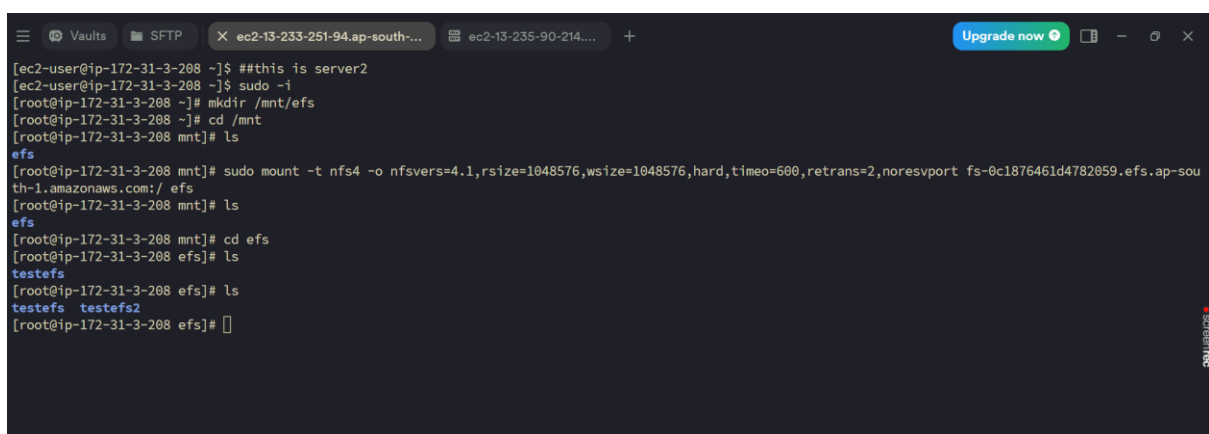 Vaults SFTP ec2-13-233-251-94.ap-south-... ec2-13-235-90-214.... + Upgrade now
[ec2-user@ip-172-31-3-208 ~]$ ##this is server2
[ec2-user@ip-172-31-3-208 ~]$ sudo -i
[root@ip-172-31-3-208 ~]# mkdir /mnt/efs
[root@ip-172-31-3-208 ~]# cd /mnt
[root@ip-172-31-3-208 mnt]# ls
efs
[root@ip-172-31-3-208 mnt]# sudo mount -t nfs4 -o nfsvers=4.1,rsize=1048576,wsize=1048576,hard,timeo=600,retrans=2,noresvport fs-0c1876461d4782059.efs.ap-sou
th-1.amazonaws.com:/ efs
[root@ip-172-31-3-208 mnt]# ls
efs
[root@ip-172-31-3-208 mnt]# cd efs
[root@ip-172-31-3-208 efs]# ls
testefs
[root@ip-172-31-3-208 efs]# ls
testefs testefs2
[root@ip-172-31-3-208 efs]#
screenrec